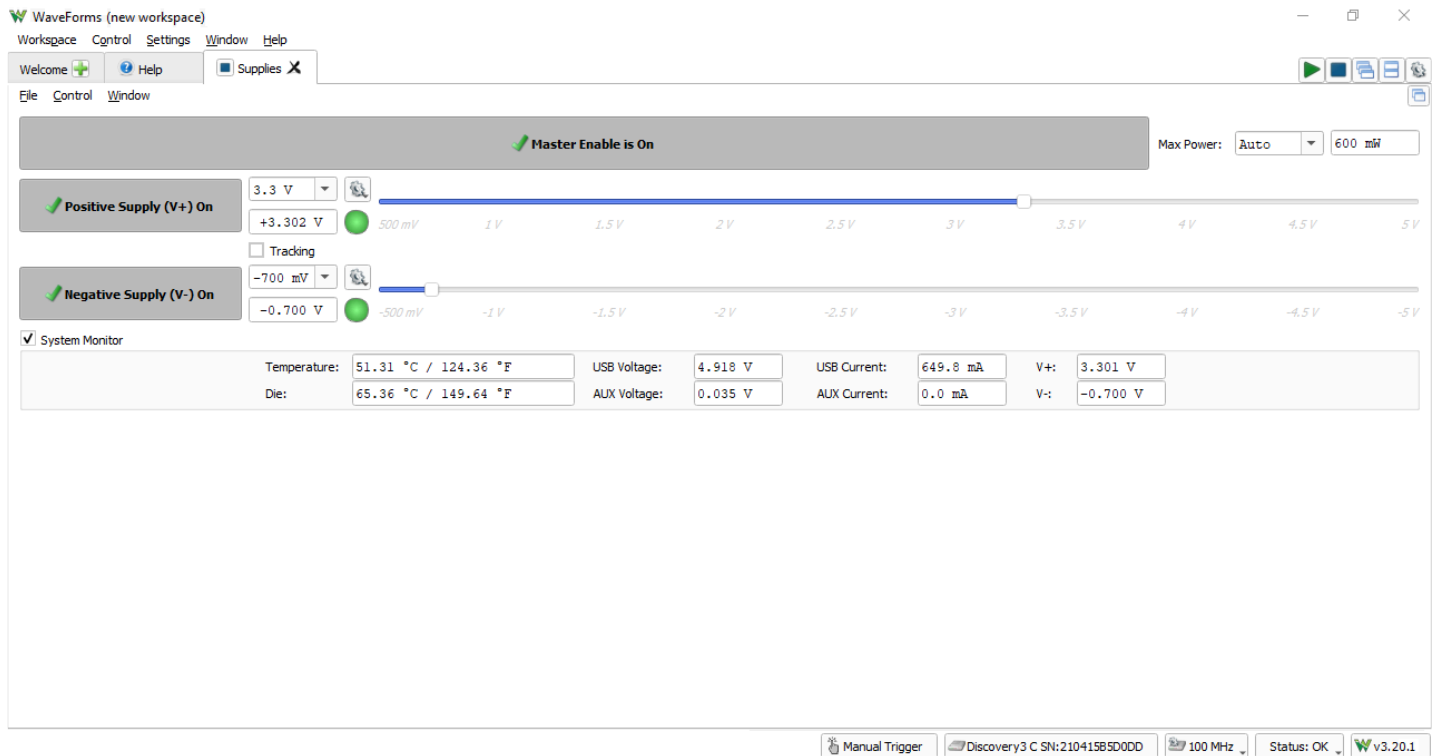 WaveForms (new workspace)
Workspace Control Settings Window Help
Welcome Help Supplies
File Control Window
Master Enable is On Max Power: Auto 600 mW
Positive Supply (V+) On 3.3 V
+3.302 V 500 mV 1 V 1.5 V 2 V 2.5 V 3 V 3.5 V 4 V 4.5 V 5 V
Tracking
Negative Supply (V-) On -700 mV
-0.700 V -500 mV -1 V -1.5 V -2 V -2.5 V -3 V -3.5 V -4 V -4.5 V -5 V
System Monitor
Temperature: 51.31 °C / 124.36 °F USB Voltage: 4.918 V USB Current: 649.8 mA V+: 3.301 V
Die: 65.36 °C / 149.64 °F AUX Voltage: 0.035 V AUX Current: 0.0 mA V-: -0.700 V
Manual Trigger Discovery3 C SN:210415B5D0DD 100 MHz Status: OK v3.20.1